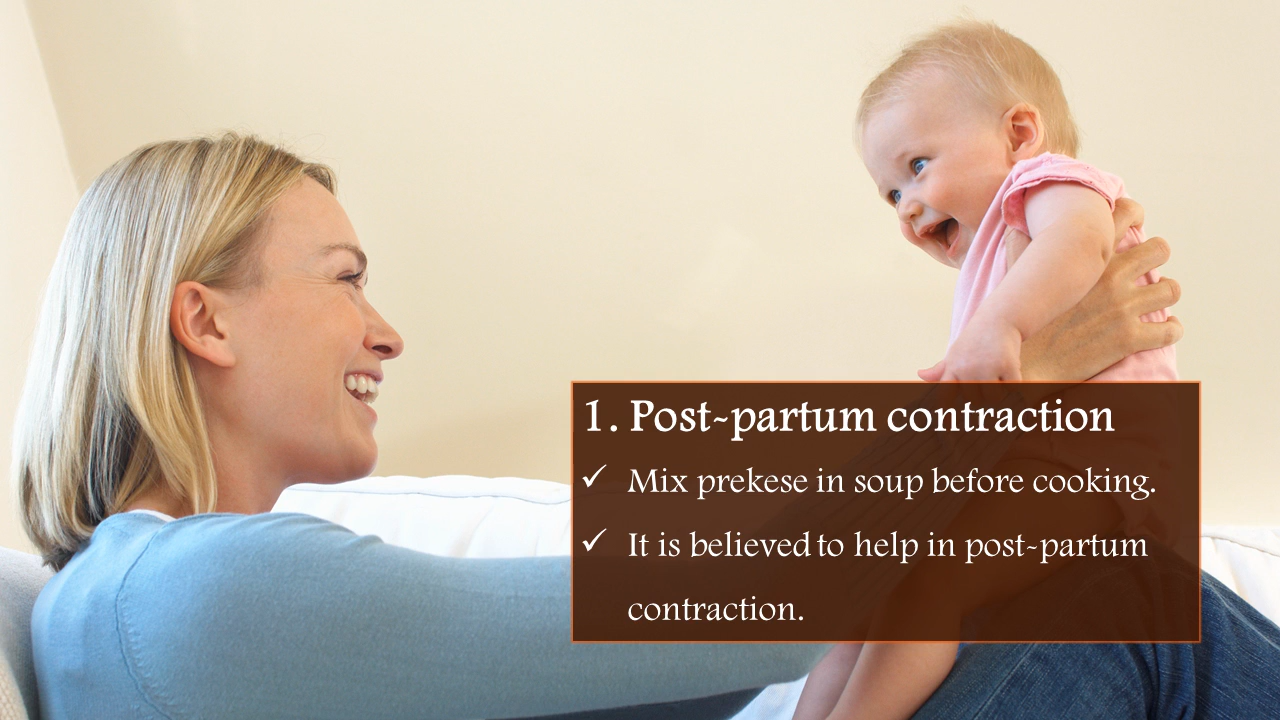 1. Post-partum contraction
✓ Mix prekese in soup before cooking.
✓ It is believed to help in post-partum
contraction.